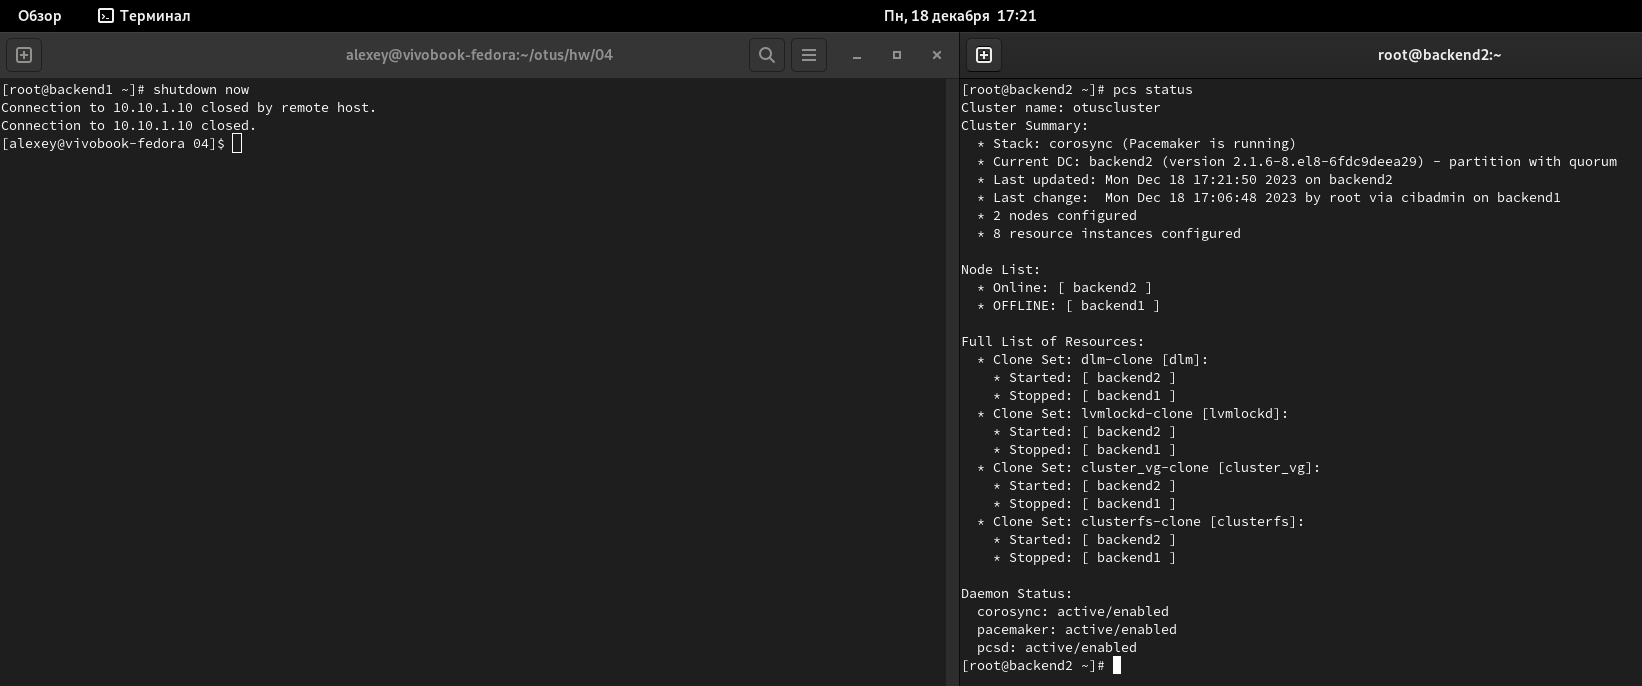 Обзор
Терминал
Пн, 18 декабря 17:21
alexey@vivobook-fedora:~/otus/hw/04
[root@backend1 ~]# shutdown now
Connection to 10.10.1.10 closed by remote host.
Connection to 10.10.1.10 closed.
[alexey@vivobook-fedora 04]$
root@backend2:~
[root@backend2 ~]# pcs status
Cluster name: otuscluster
Cluster Summary:
  * Stack: corosync (Pacemaker is running)
  * Current DC: backend2 (version 2.1.6-8.el8-6fdc9deea29) - partition with quorum
  * Last updated: Mon Dec 18 17:21:50 2023 on backend2
  * Last change:  Mon Dec 18 17:06:48 2023 by root via cibadmin on backend1
  * 2 nodes configured
  * 8 resource instances configured
Node List:
  * Online: [ backend2 ]
  * OFFLINE: [ backend1 ]
Full List of Resources:
  * Clone Set: dlm-clone [dlm]:
    * Started: [ backend2 ]
    * Stopped: [ backend1 ]
  * Clone Set: lvmlockd-clone [lvmlockd]:
    * Started: [ backend2 ]
    * Stopped: [ backend1 ]
  * Clone Set: cluster_vg-clone [cluster_vg]:
    * Started: [ backend2 ]
    * Stopped: [ backend1 ]
  * Clone Set: clusterfs-clone [clusterfs]:
    * Started: [ backend2 ]
    * Stopped: [ backend1 ]
Daemon Status:
  corosync: active/enabled
  pacemaker: active/enabled
  pcsd: active/enabled
[root@backend2 ~]#